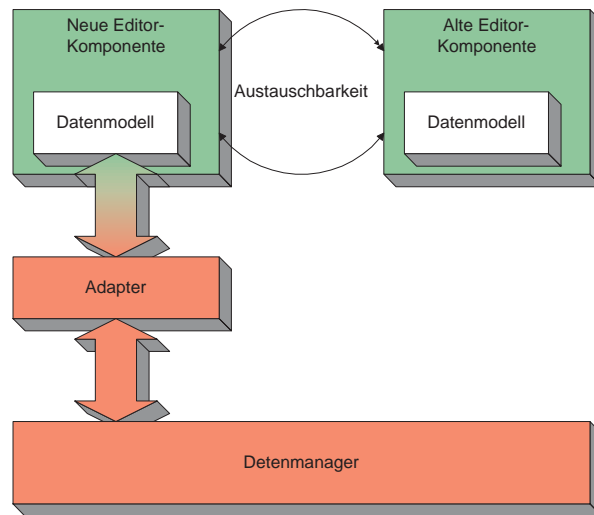 Neue Editor-
Komponente
Alte Editor-
Komponente
Austauschbarkeit
Datenmodell
Datenmodell
Adapter
Detenmanager